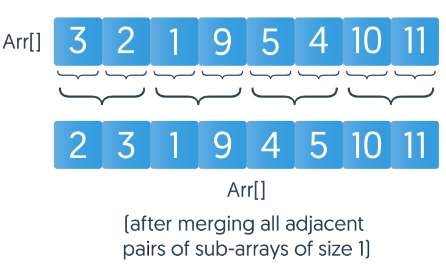 Arr[] 3 2 1 9 5 4 10 11
2 3 1 9 4 5 10 11
Arr[]
(after merging all adjacent
pairs of sub-arrays of size 1)